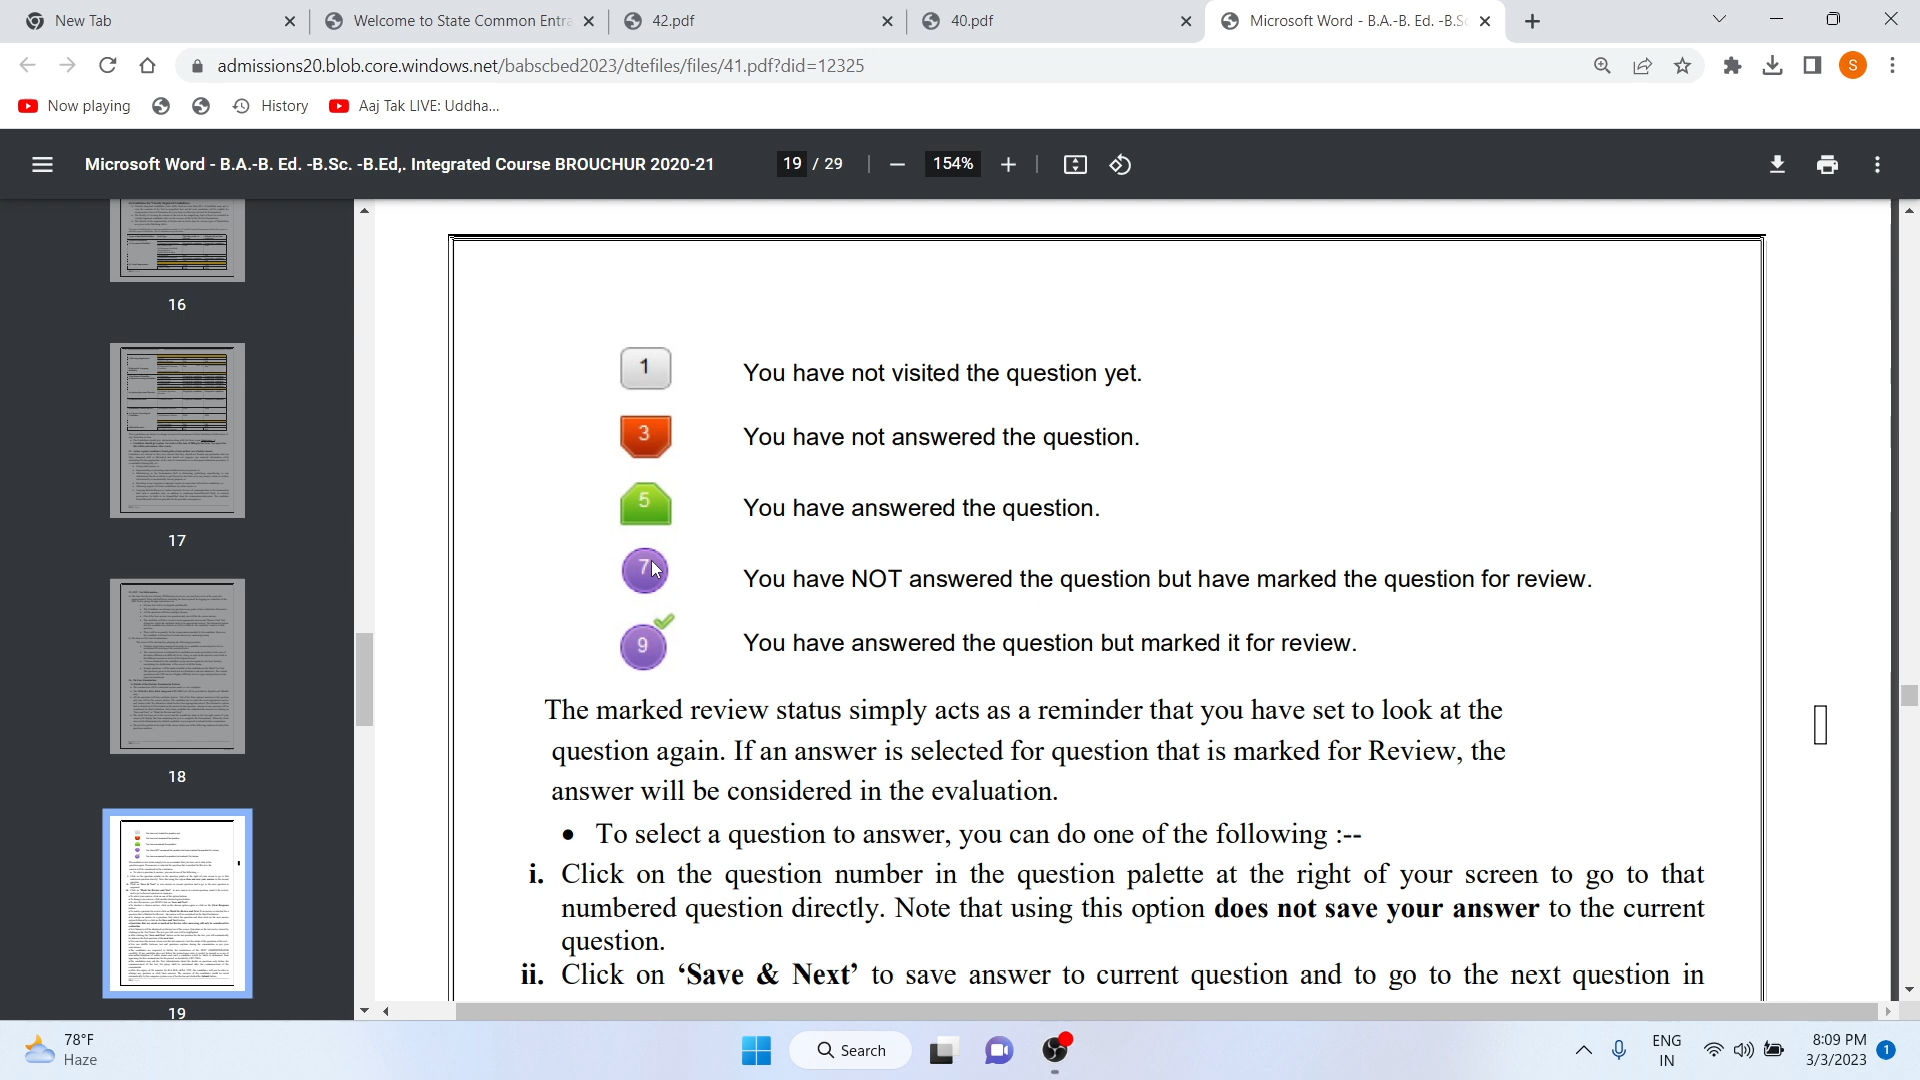 New Tab
Welcome to State Common Entra
42.pdf
40.pdf
Microsoft Word - B.A.-B. Ed. -B.Sc
admissions20.blob.core.windows.net/babscbed2023/dtefiles/files/41.pdf?did=12325
S
Now playing
History
Aaj Tak LIVE: Uddha...
Microsoft Word - B.A.-B. Ed. -B.Sc. -B.Ed,. Integrated Course BROUCHUR 2020-21
19 / 29
154%
16
17
18
19
1 You have not visited the question yet.
3 You have not answered the question.
5 You have answered the question.
7 You have NOT answered the question but have marked the question for review.
9 You have answered the question but marked it for review.
The marked review status simply acts as a reminder that you have set to look at the
question again. If an answer is selected for question that is marked for Review, the
answer will be considered in the evaluation.
• To select a question to answer, you can do one of the following :--
i. Click on the question number in the question palette at the right of your screen to go to that
numbered question directly. Note that using this option does not save your answer to the current
question.
ii. Click on ‘Save & Next’ to save answer to current question and to go to the next question in
78°F
Haze
Search
ENG
IN
8:09 PM
3/3/2023
1